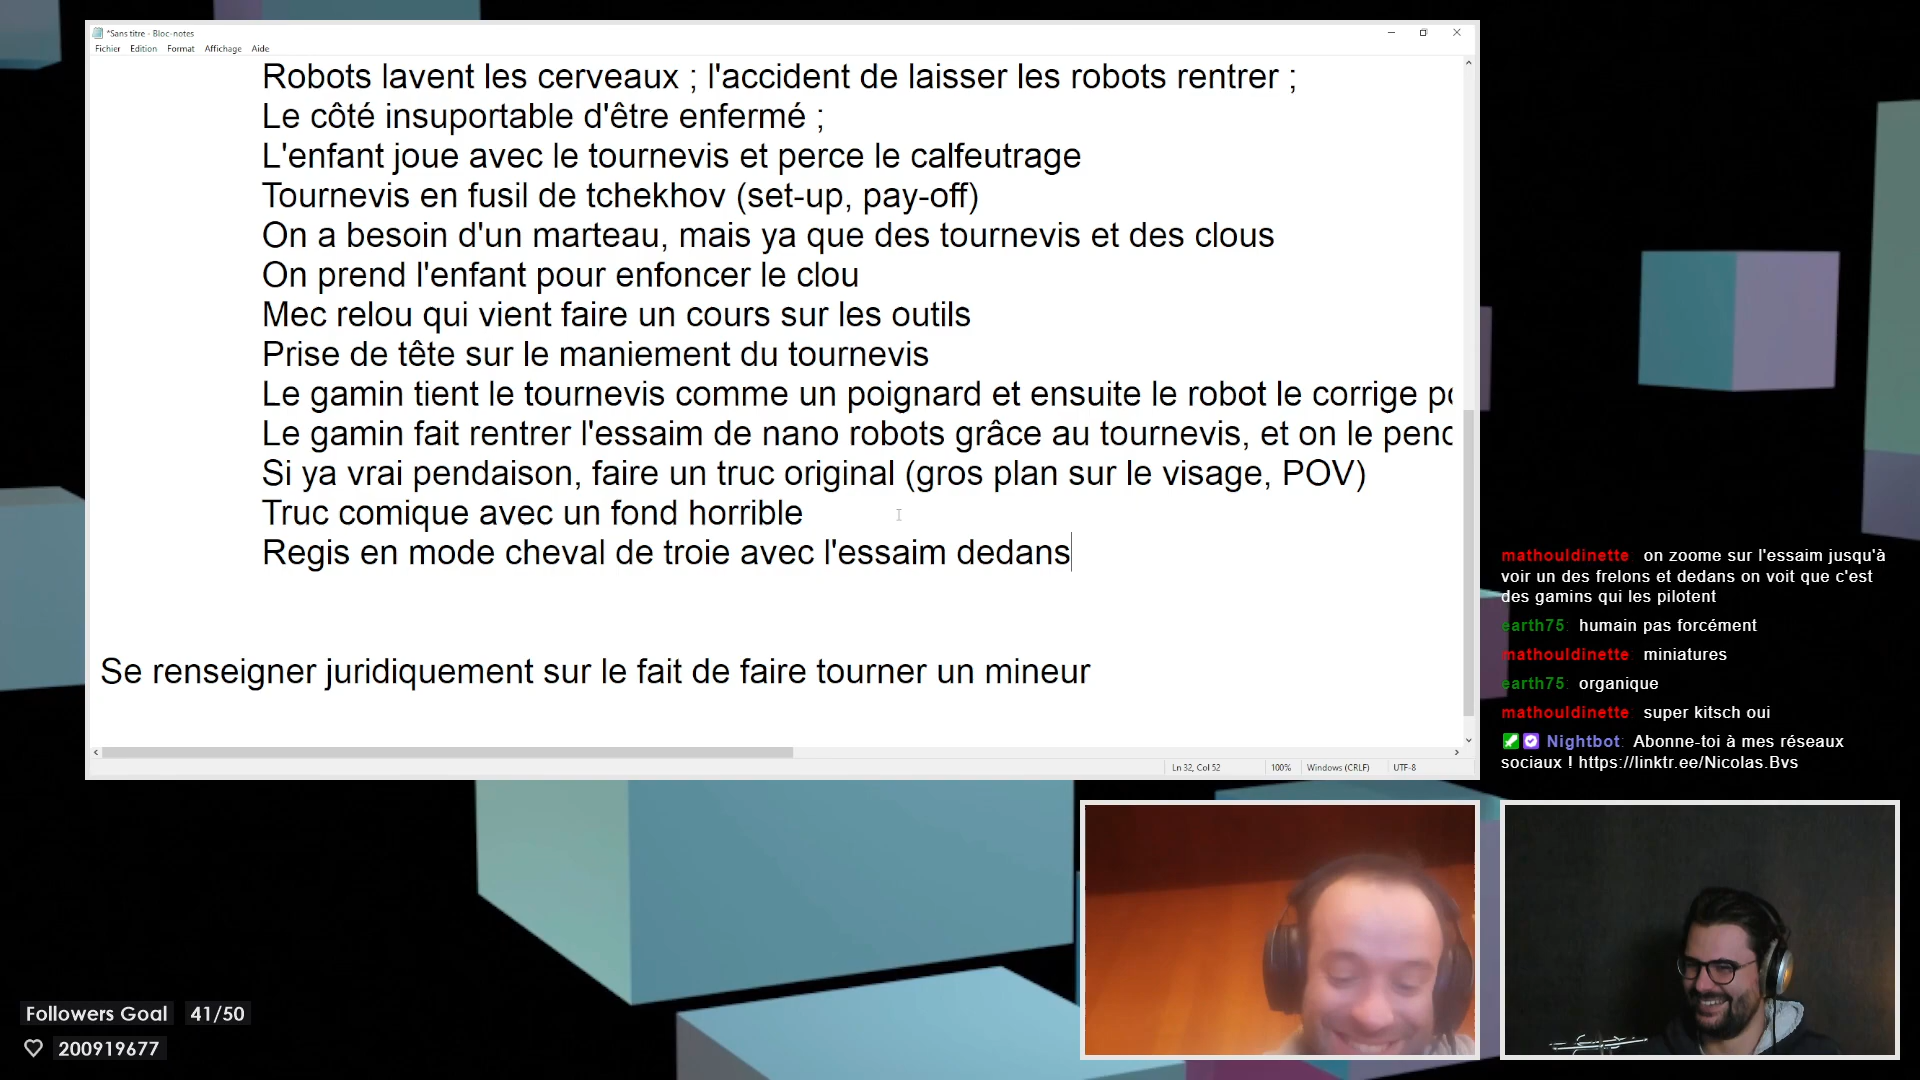 *Sans titre - Bloc-notes
Fichier Edition Format Affichage Aide
Robots lavent les cerveaux ; l'accident de laisser les robots rentrer ;
Le côté insuportable d'être enfermé ;
L'enfant joue avec le tournevis et perce le calfeutrage
Tournevis en fusil de tchekhov (set-up, pay-off)
On a besoin d'un marteau, mais ya que des tournevis et des clous
On prend l'enfant pour enfoncer le clou
Mec relou qui vient faire un cours sur les outils
Prise de tête sur le maniement du tournevis
Le gamin tient le tournevis comme un poignard et ensuite le robot le corrige
Le gamin fait rentrer l'essaim de nano robots grâce au tournevis, et on le
Si ya vrai pendaison, faire un truc original (gros plan sur le visage, POV)
Truc comique avec un fond horrible
Regis en mode cheval de troie avec l'essaim dedans
Se renseigner juridiquement sur le fait de faire tourner un mineur
Ln 32, Col 52 100% Windows (CRLF) UTF-8
mathouldinette: on zoome sur l'essaim jusqu'à
voir un des frelons et dedans on voit que c'est
des gamins qui les pilotent
earth75: humain pas forcément
mathouldinette: miniatures
earth75: organique
mathouldinette: super kitsch oui
Nightbot: Abonne-toi à mes réseaux
sociaux ! https://linktr.ee/Nicolas.Bvs
Followers Goal 41/50
200919677